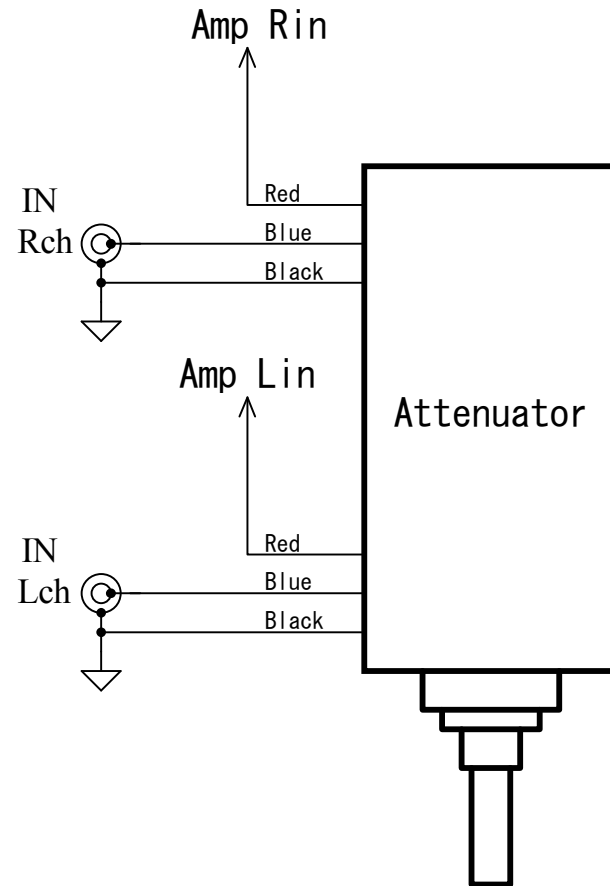 Amp Rin
Red
IN
Rch
Blue
Black
Amp Lin
Attenuator
Red
IN
Lch
Blue
Black